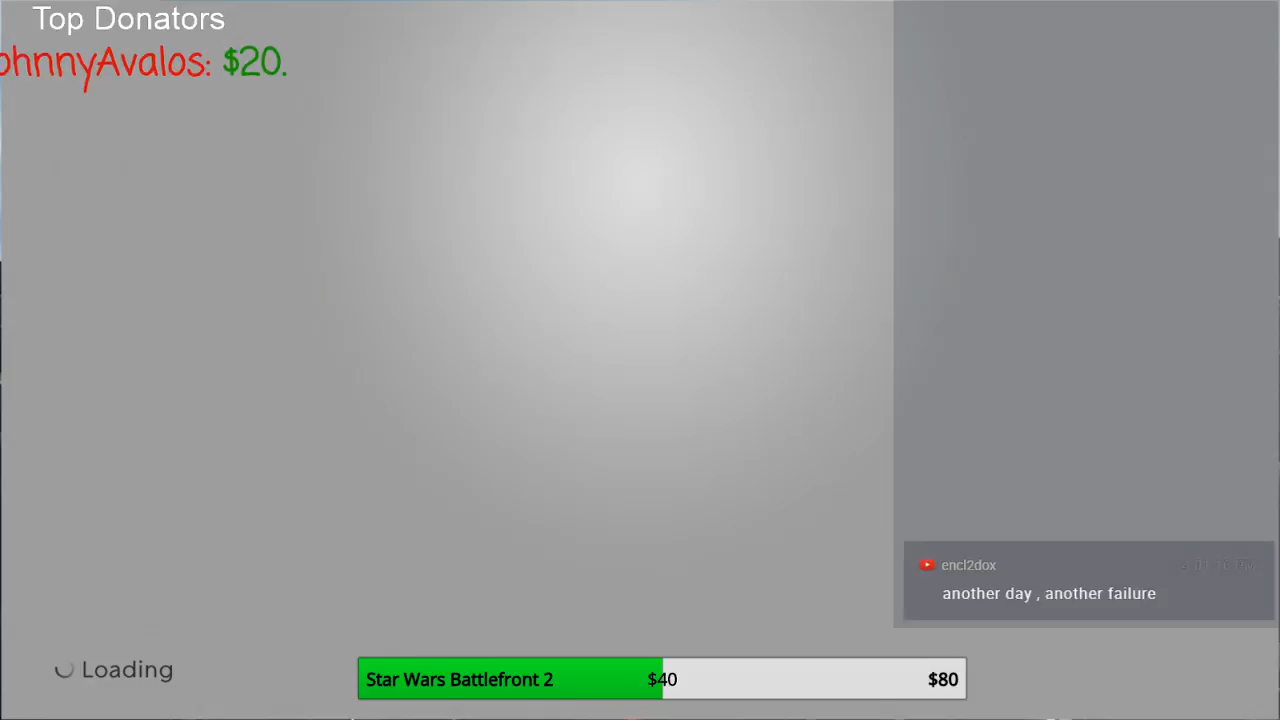 Top Donators
ohnnyAvalos: $20.
encl2dox
another day , another failure
Loading
Star Wars Battlefront 2 $40 $80